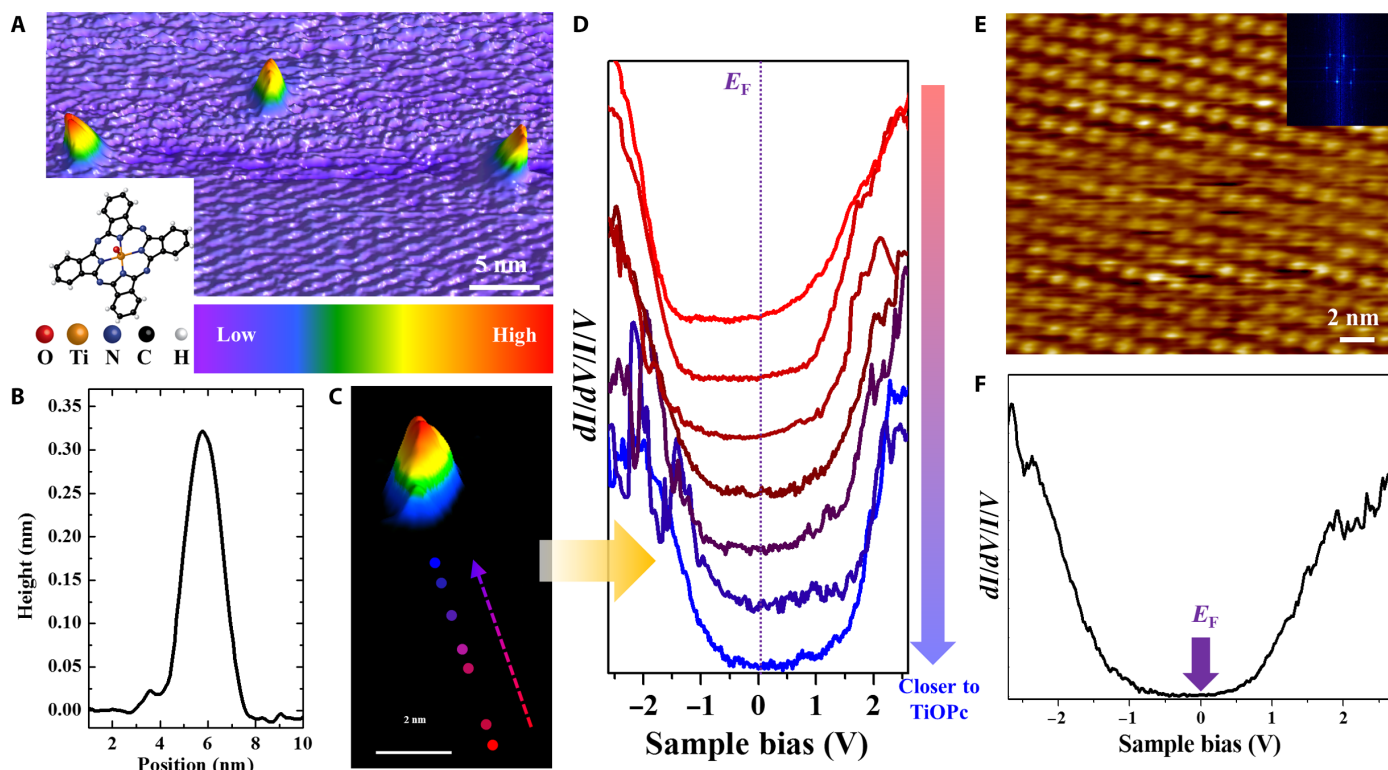 A
5 nm
O Ti N C H
Low High
B
0.35
0.30
0.25
0.20
0.15
0.10
0.05
0.00
Height (nm)
2 4 6 8 10
Position (nm)
C
2 nm
D
E_F
dI/dV/I/V
−2 −1 0 1 2
Sample bias (V)
Closer to
TiOPc
E
2 nm
F
E_F
dI/dV/I/V
−2 −1 0 1 2
Sample bias (V)